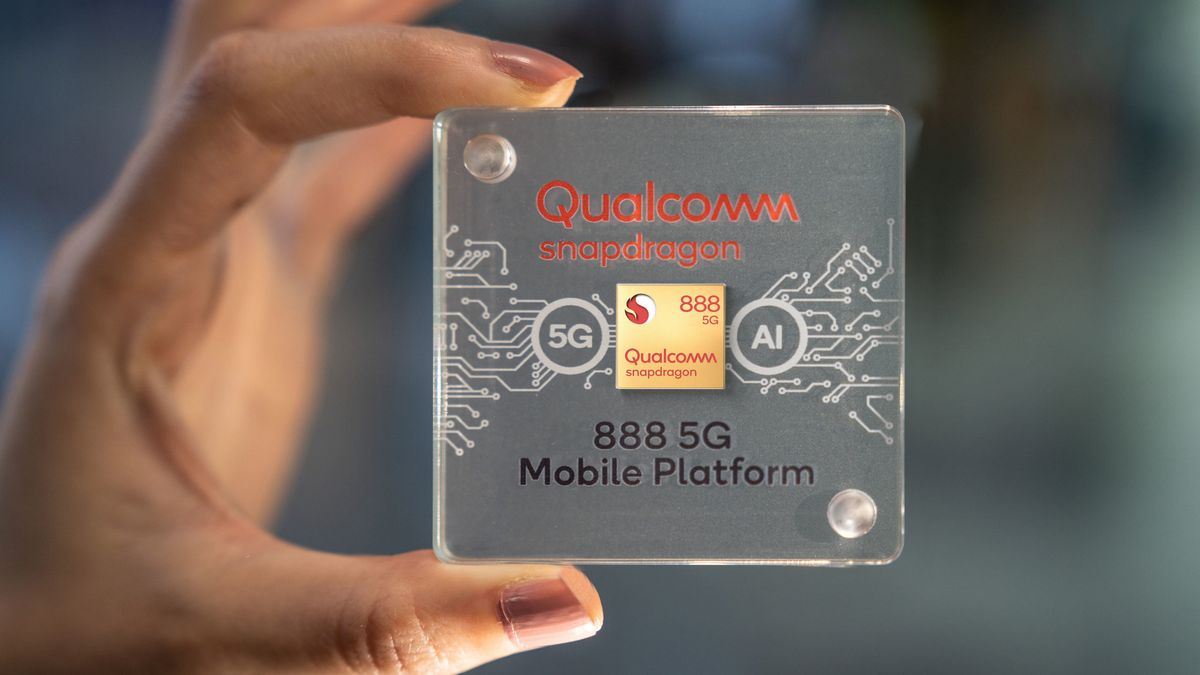 Qualcomm
snapdragon
5G
888
5G
Qualcomm
snapdragon
AI
888 5G
Mobile Platform